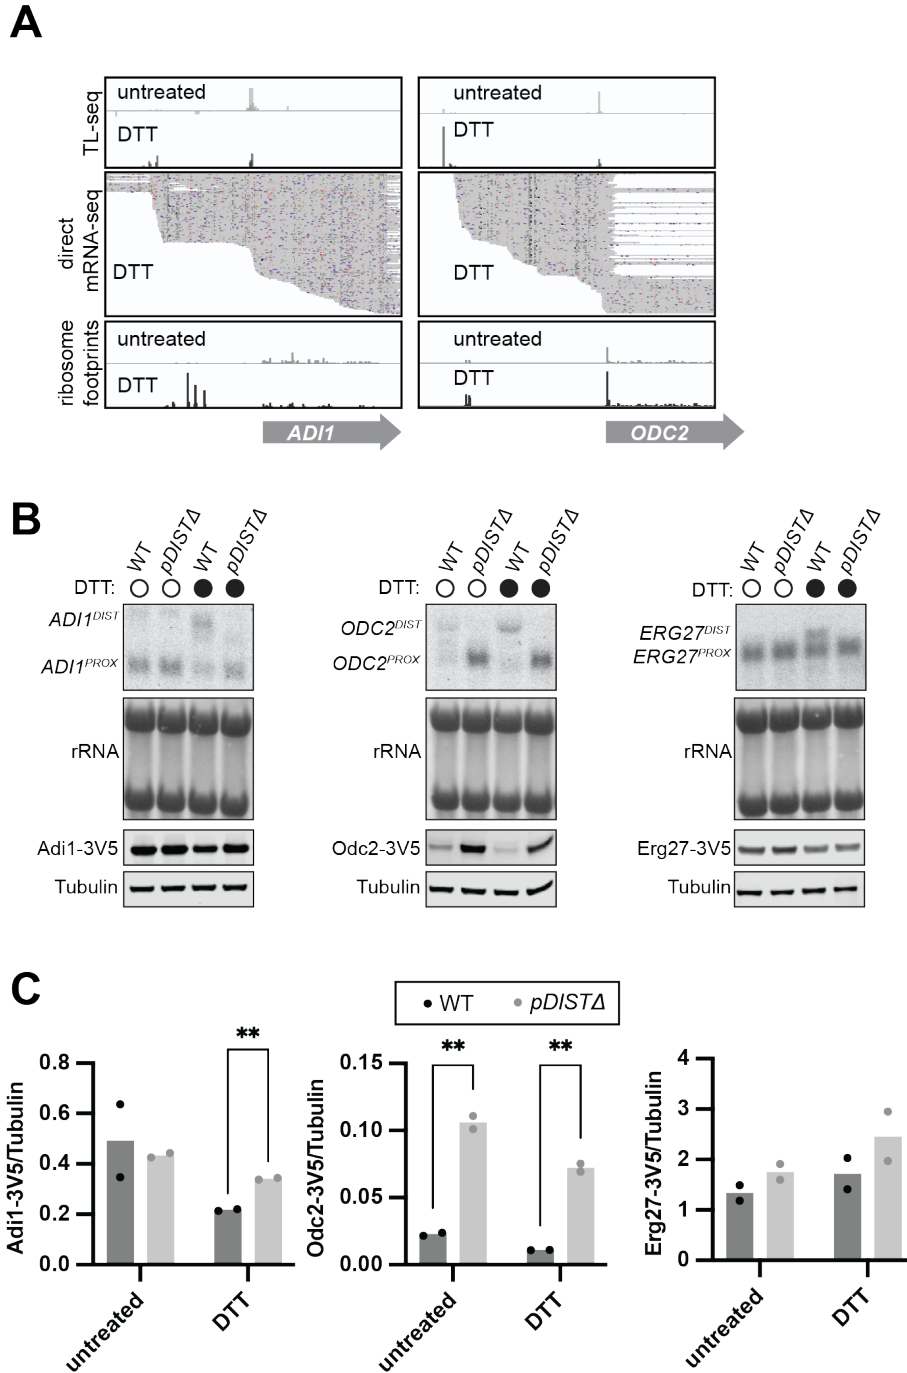 A
TL-seq
untreated
DTT
untreated
DTT
direct
mRNA-seq
DTT
DTT
ribosome
footprints
untreated
DTT
untreated
DTT
ADI1
ODC2
B
WT
pDISTΔ
WT
pDISTΔ
DTT:
ADI1DIST
ADI1PROX
rRNA
Adi1-3V5
Tubulin
WT
pDISTΔ
WT
pDISTΔ
DTT:
ODC2DIST
ODC2PROX
rRNA
Odc2-3V5
Tubulin
WT
pDISTΔ
WT
pDISTΔ
DTT:
ERG27DIST
ERG27PROX
rRNA
Erg27-3V5
Tubulin
C
WT
pDISTΔ
Adi1-3V5/Tubulin
0.8
0.6
0.4
0.2
0.0
**
untreated
DTT
Odc2-3V5/Tubulin
0.15
0.10
0.05
0.00
**
**
untreated
DTT
Erg27-3V5/Tubulin
4
3
2
1
0
untreated
DTT